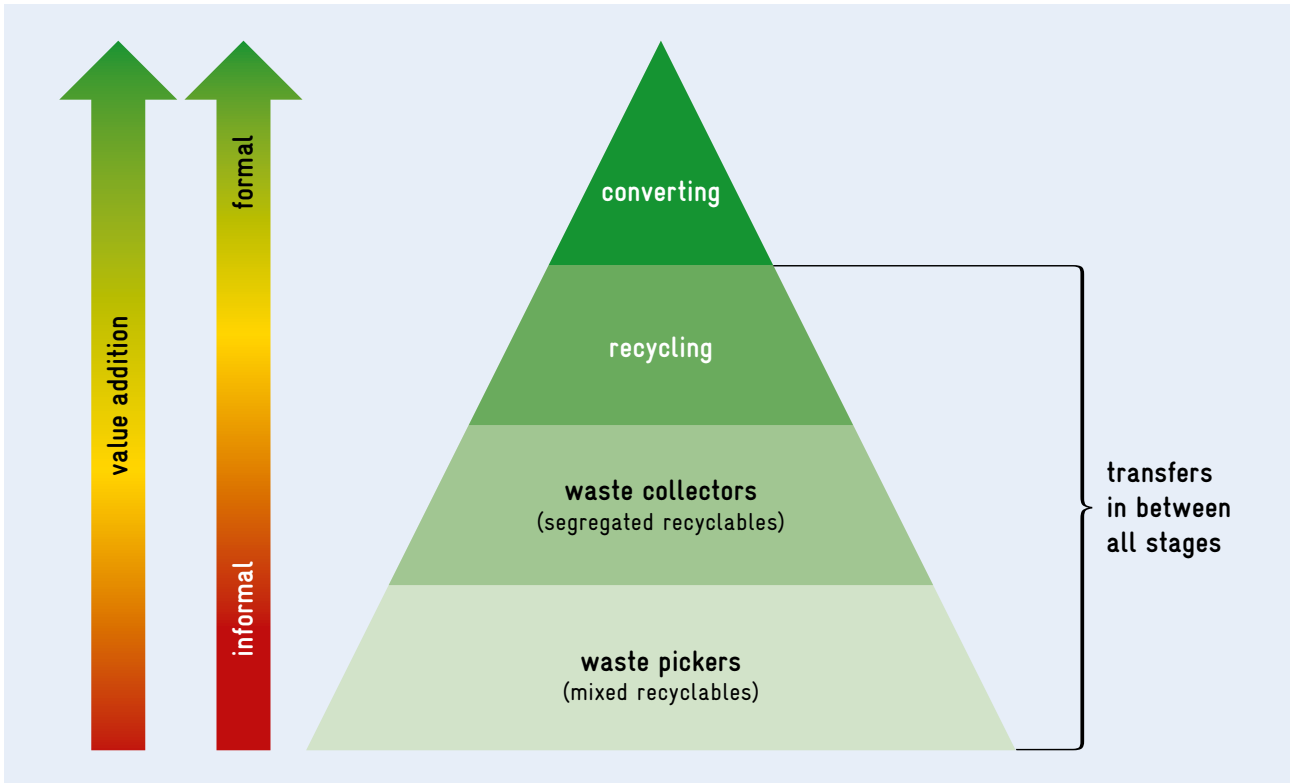 value addition
formal
informal
converting
recycling
waste collectors
(segregated recyclables)
waste pickers
(mixed recyclables)
transfers
in between
all stages